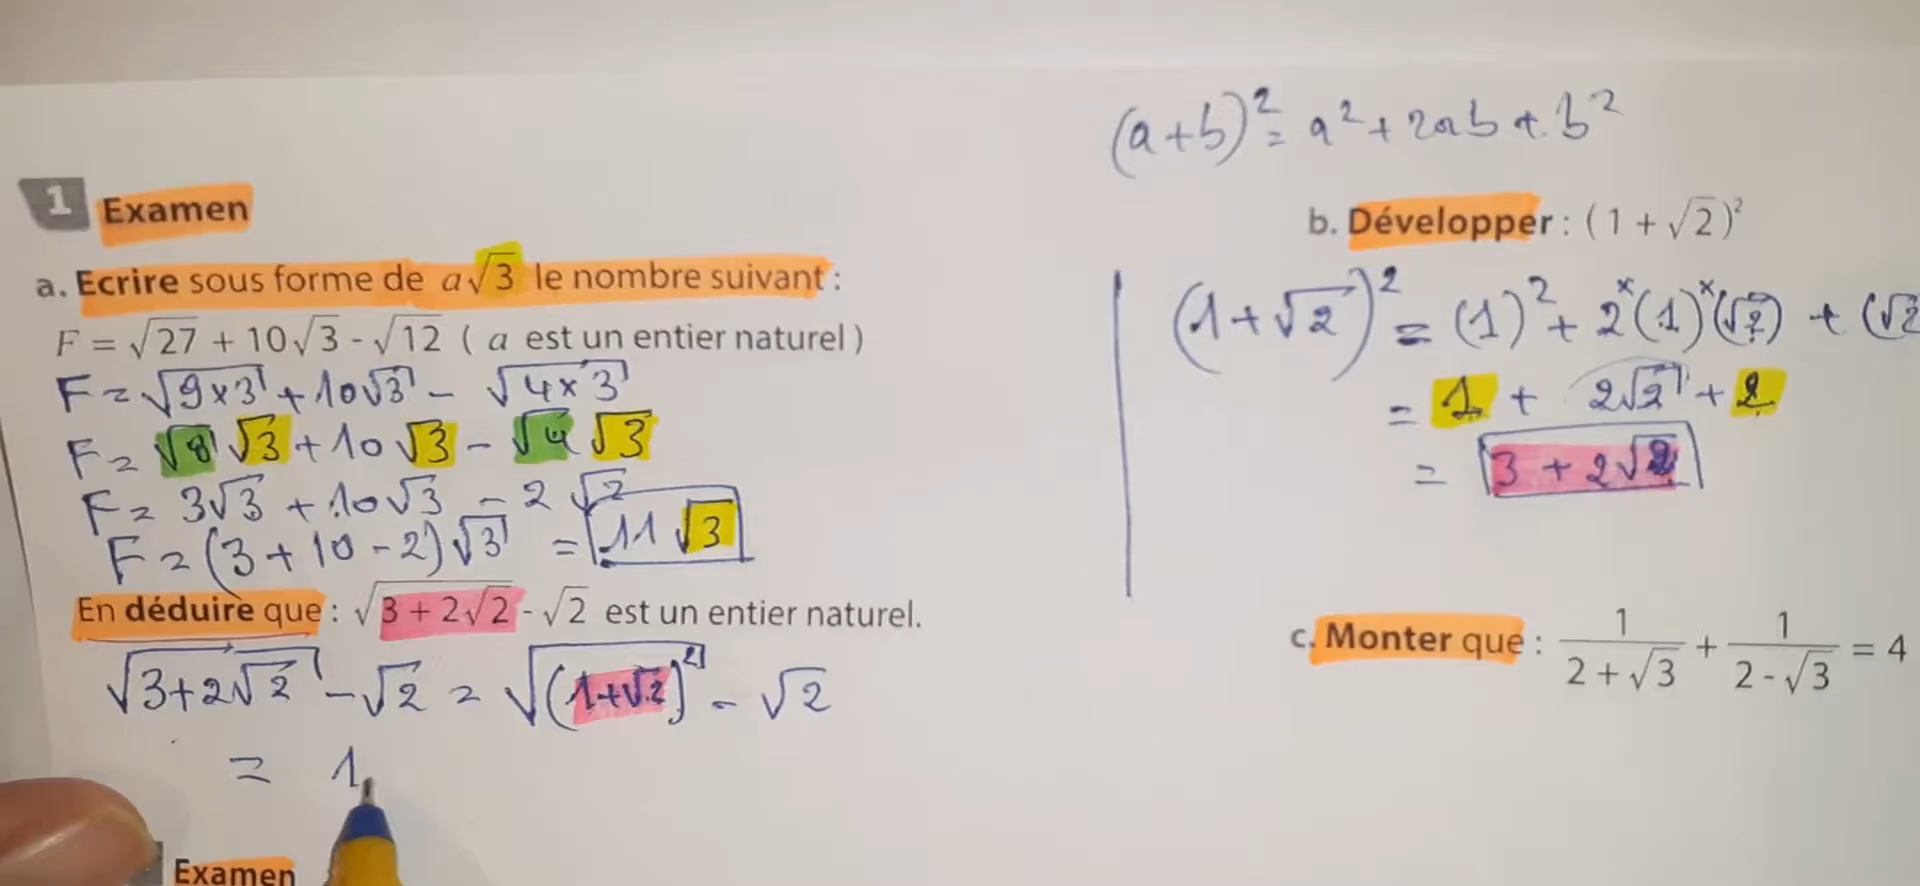 1 Examen
a. Ecrire sous forme de a√3 le nombre suivant :
F = √27 + 10√3 - √12 ( a est un entier naturel )
F = √(9×3) + 10√3 - √(4×3)
F = √9 √3 + 10 √3 - √4 √3
F = 3√3 + 10√3 - 2
F = (3 + 10 - 2)√3 = 11 √3
En déduire que : √(3 + 2√2) - √2 est un entier naturel.
√(3+2√2) - √2 = √((1+√2)²) - √2
= 1
Examen
(a+b)² = a² + 2ab + b²
b. Développer : ( 1 + √2 )²
(1+√2)² = (1)² + 2×(1)×(√2) + (√2
= 1 + 2√2 + 2
= 3 + 2√2
c. Monter que : 1/(2 + √3) + 1/(2 - √3) = 4